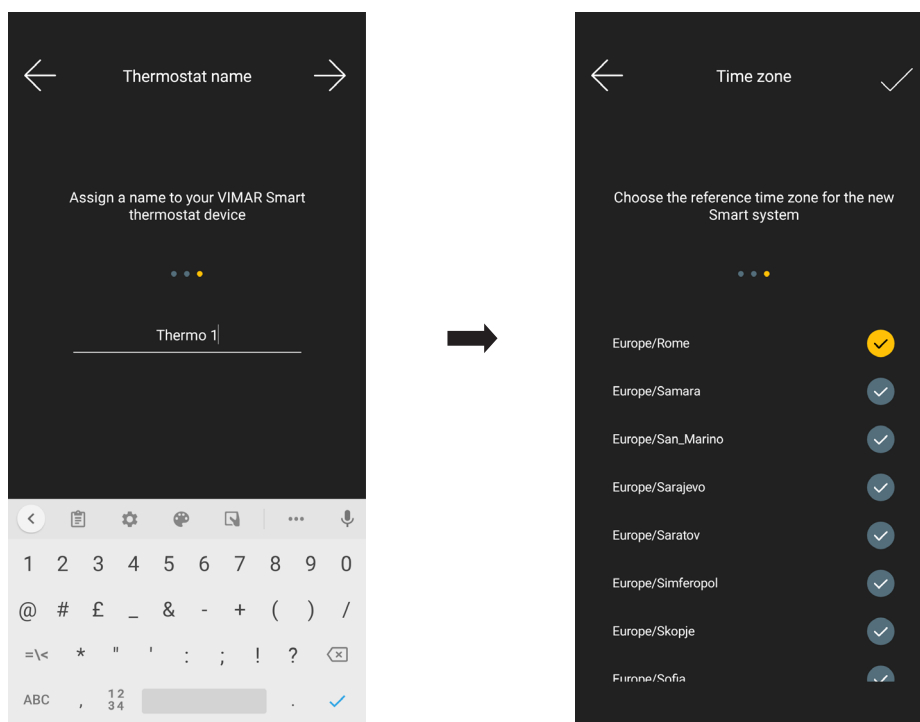 Thermostat name
Assign a name to your VIMAR Smart
thermostat device
Thermo 1
1 2 3 4 5 6 7 8 9 0
@ # £ _ & - + ( ) /
=\< * " ' : ; ! ?
ABC , 12 34 .
Time zone
Choose the reference time zone for the new
Smart system
Europe/Rome
Europe/Samara
Europe/San_Marino
Europe/Sarajevo
Europe/Saratov
Europe/Simferopol
Europe/Skopje
Europe/Sofia